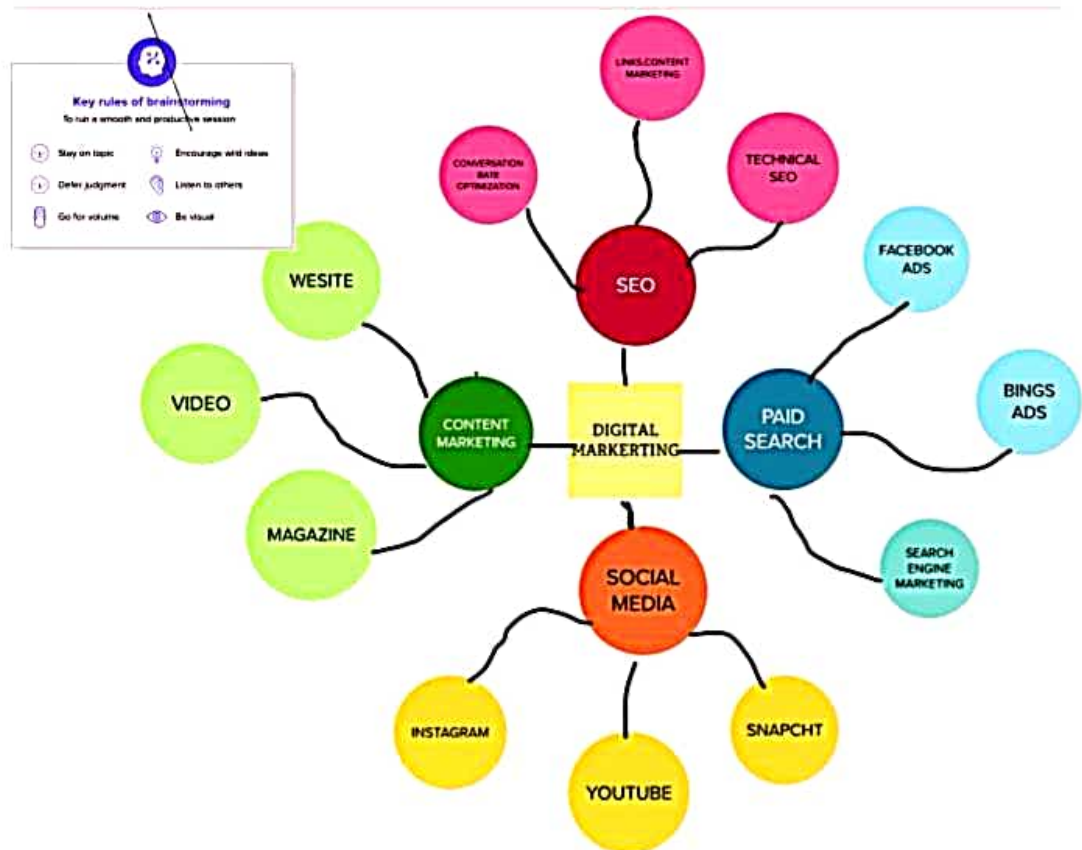 Key rules of brainstorming
To run a smooth and productive session
Stay on topic
Encourage wild ideas
Defer judgment
Listen to others
Go for volume
Be visual
LINKS.CONTENT
MARKETING
CONVERSATION
RATE
OPTIMIZATION
TECHNICAL
SEO
SEO
WESITE
VIDEO
MAGAZINE
CONTENT
MARKETING
DIGITAL
MARKERTING
PAID
SEARCH
FACEBOOK
ADS
BINGS
ADS
SEARCH
ENGINE
MARKETING
SOCIAL
MEDIA
INSTAGRAM
YOUTUBE
SNAPCHT